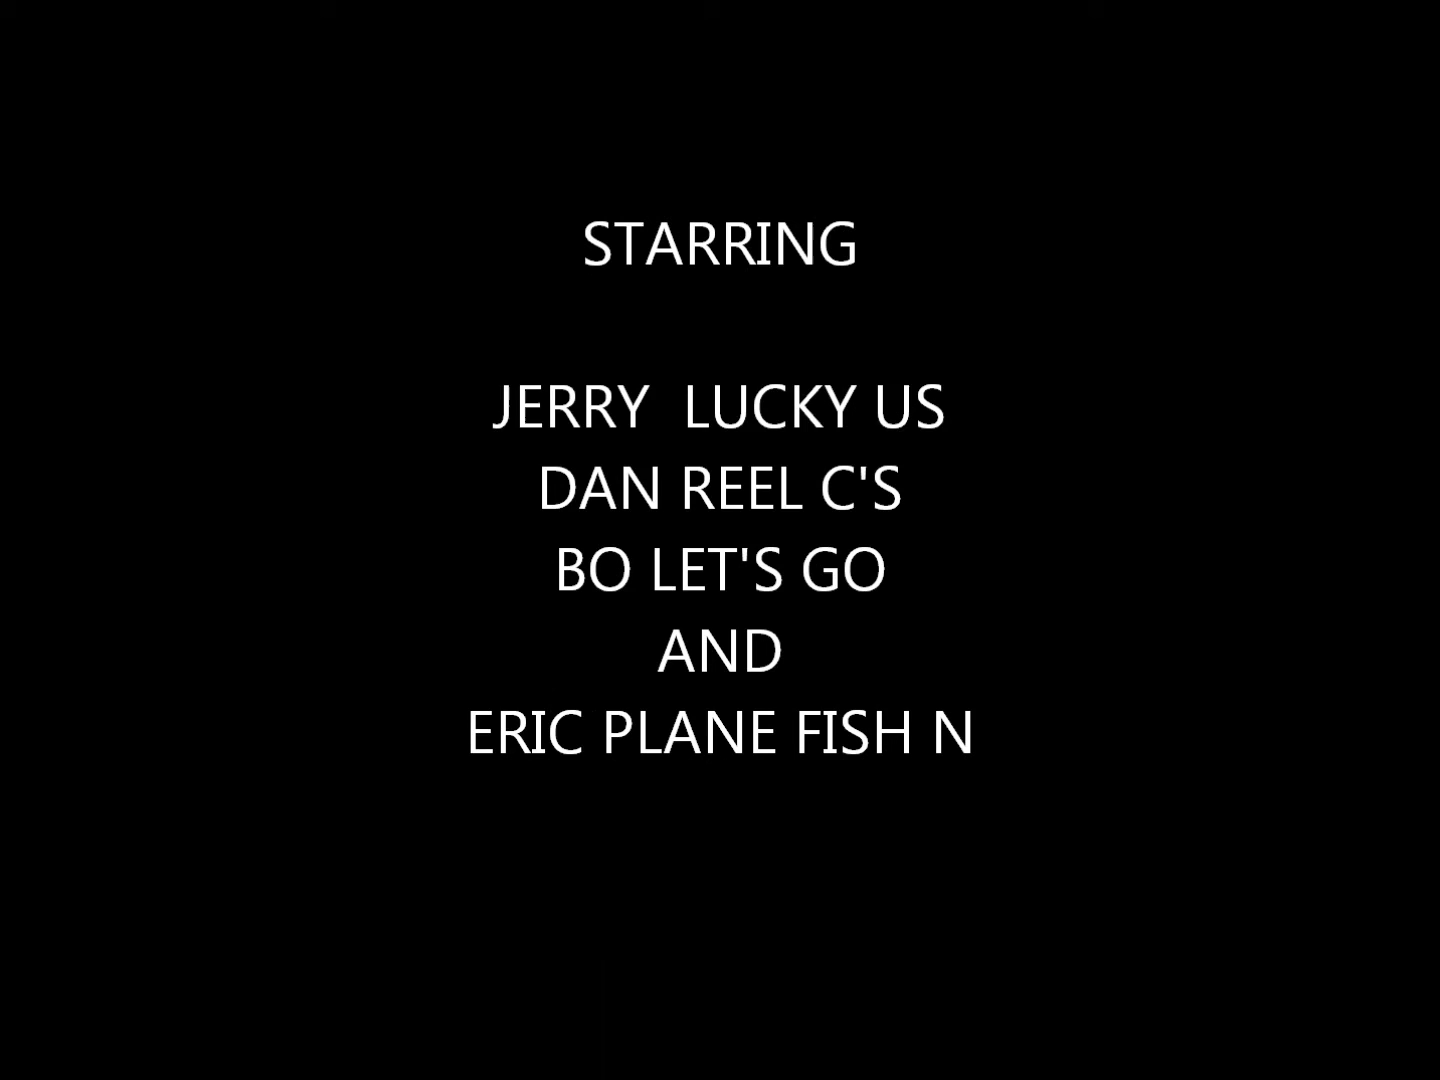 STARRING
JERRY  LUCKY US
DAN REEL C'S
BO LET'S GO
AND
ERIC PLANE FISH N